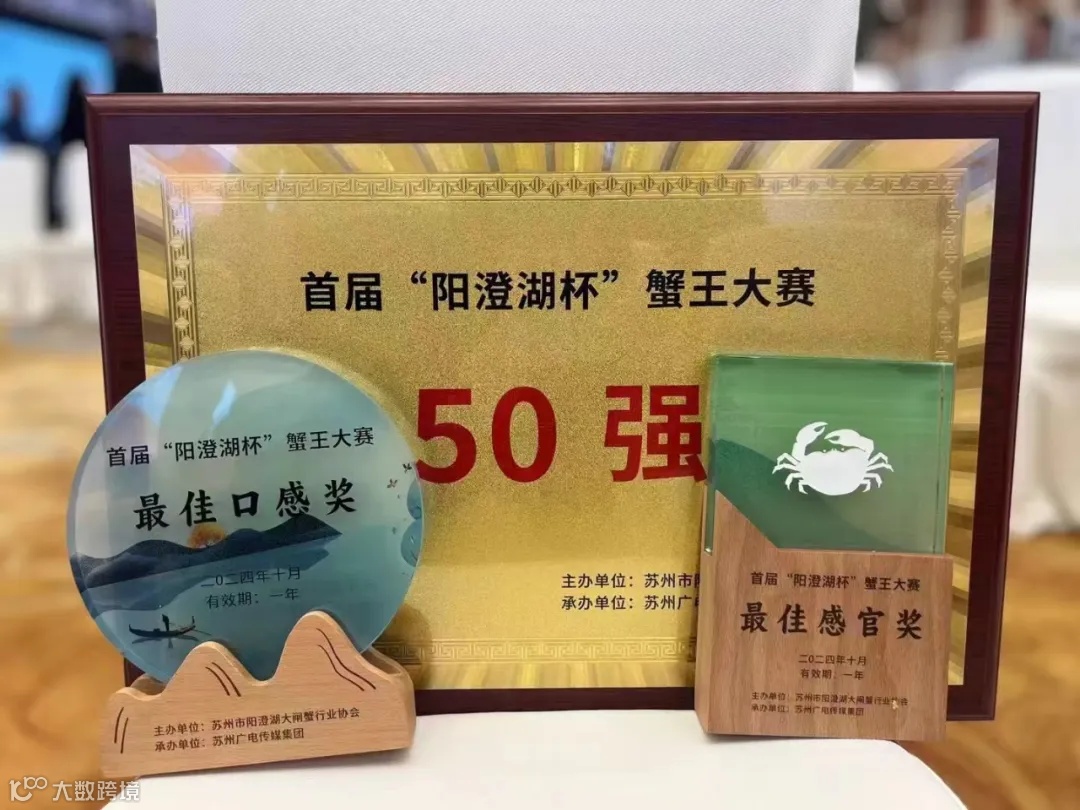 首届“阳澄湖杯”蟹王大赛
50 强
主办单位：苏州市阳
承办单位：苏州广电
首届“阳澄湖杯”蟹王大赛
最佳口感奖
二〇二四年十月
有效期：一年
主办单位：苏州市阳澄湖大闸蟹行业协会
承办单位：苏州广电传媒集团
首届“阳澄湖杯”蟹王大赛
最佳感官奖
二〇二四年十月
有效期：一年
主办单位：苏州市阳澄湖大闸蟹行业协会
承办单位：苏州广电传媒集团
大数跨境